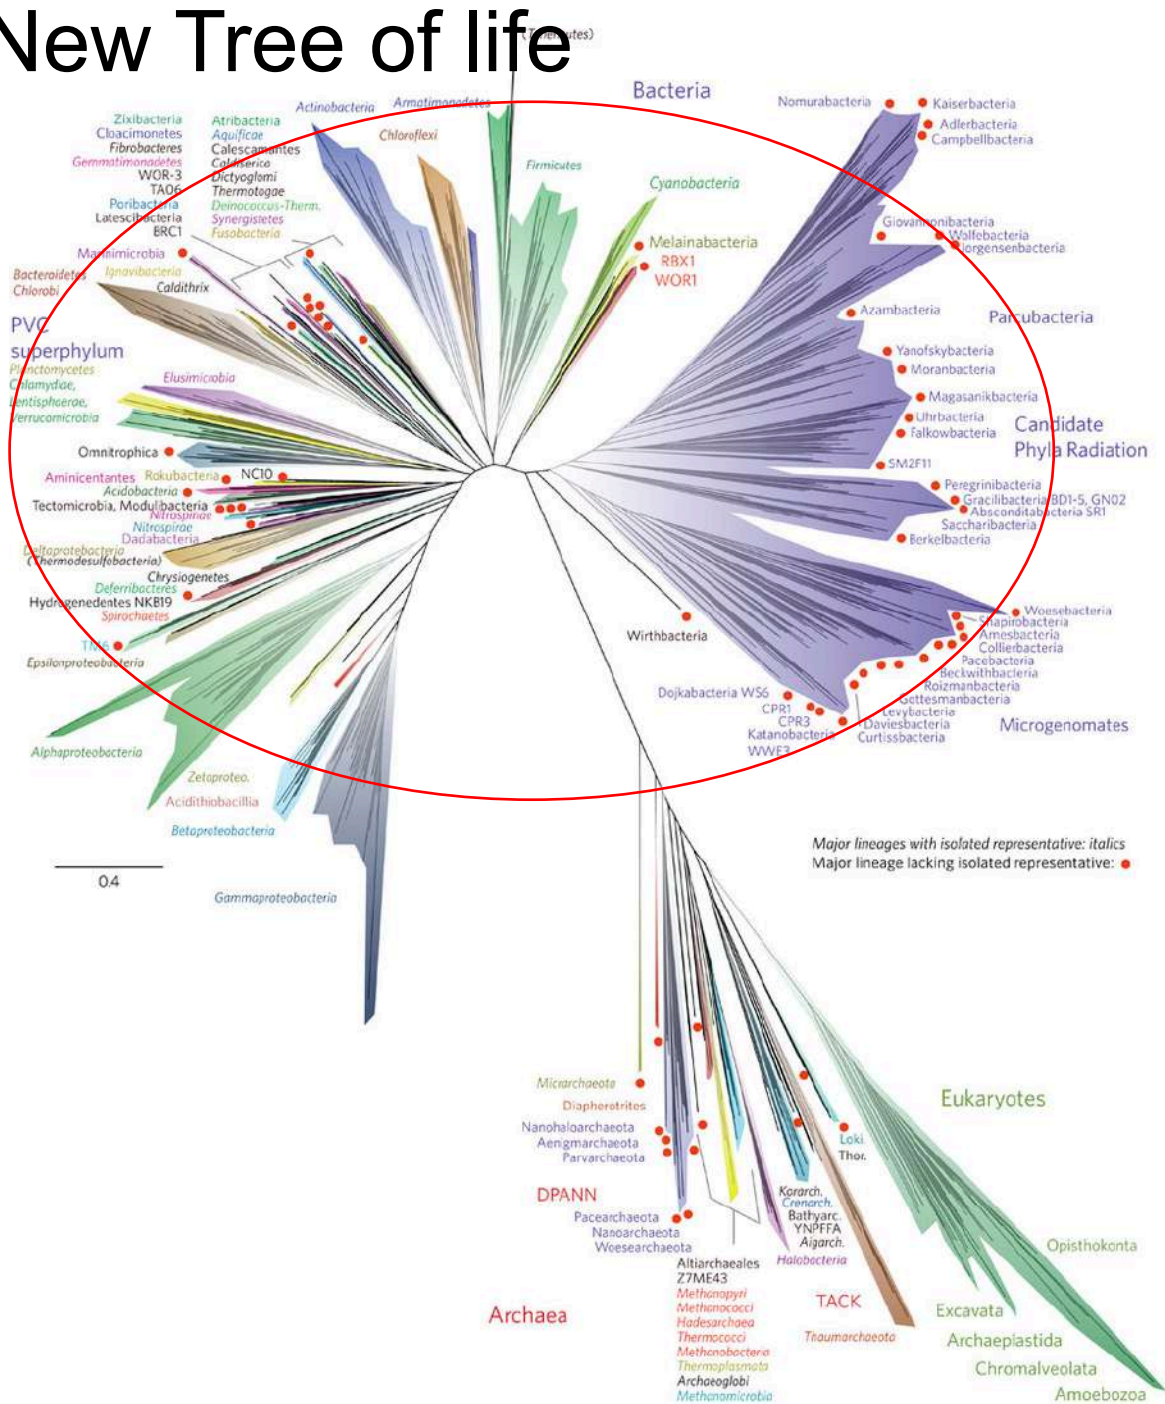 New Tree of life
Bacteria
Zixibacteria
Cloacimonetes
Fibrobacteres
Gemmatimonadetes
WOR-3
TA06
Poribacteria
Latescibacteria
BRC1
Atribacteria
Aquificae
Calescamantes
Caldiserica
Dictyoglomi
Thermotogae
Deinococcus-Therm.
Synergistetes
Fusobacteria
Actinobacteria
Armatimonadetes
Chloroflexi
Firmicutes
Cyanobacteria
Melainabacteria
RBX1
WOR1
Marinimicrobia
Bacteroidetes
Chlorobi
Ignavibacteria
Caldithrix
PVC
superphylum
Planctomycetes
Chlamydiae,
Lentisphaerae,
Verrucomicrobia
Elusimicrobia
Omnitrophica
Aminicentantes
Rokubacteria
NC10
Acidobacteria
Tectomicrobia, Modulibacteria
Nitrospinae
Nitrospirae
Dadabacteria
Deltaprotebacteria
(Thermodesulfobacteria)
Chrysiogenetes
Deferribacteres
Hydrogenedentes NKB19
Spirochaetes
TM6
Epsilonproteobacteria
Alphaproteobacteria
Zetaproteo.
Acidithiobacillia
Betaproteobacteria
Gammaproteobacteria
0.4
Nomurabacteria
Kaiserbacteria
Adlerbacteria
Campbellbacteria
Giovannonibacteria
Wolfebacteria
Jorgensenbacteria
Azambacteria
Parcubacteria
Yanofskybacteria
Moranbacteria
Magasanikbacteria
Uhrbacteria
Falkowbacteria
Candidate
Phyla Radiation
SM2F11
Peregrinibacteria
Gracilibacteria BD1-5, GN02
Absconditabacteria SR1
Saccharibacteria
Berkelbacteria
Woesebacteria
Shapirobacteria
Amesbacteria
Collierbacteria
Pacebacteria
Beckwithbacteria
Roizmanbacteria
Gottesmanbacteria
Levybacteria
Daviesbacteria
Curtissbacteria
Microgenomates
Wirthbacteria
Dojkabacteria WS6
CPR1
CPR3
Katanobacteria
WWE3
Major lineages with isolated representative: italics
Major lineage lacking isolated representative:
Micrarchaeota
Diapherotrites
Nanohaloarchaeota
Aenigmarchaeota
Parvarchaeota
DPANN
Pacearchaeota
Nanoarchaeota
Woesearchaeota
Altiarchaeales
Z7ME43
Methanopyri
Methanococci
Hadesarchaea
Thermococci
Methanobacteria
Thermoplasmata
Archaeoglobi
Methanomicrobia
Archaea
Halobacteria
Korarch.
Crenarch.
Bathyarc.
YNPFFA
Aigarch.
TACK
Thaumarchaeota
Loki.
Thor.
Eukaryotes
Opisthokonta
Excavata
Archaeplastida
Chromalveolata
Amoebozoa